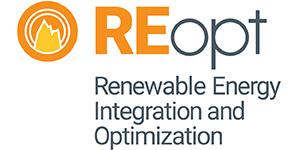 REopt
Renewable Energy
Integration and
Optimization